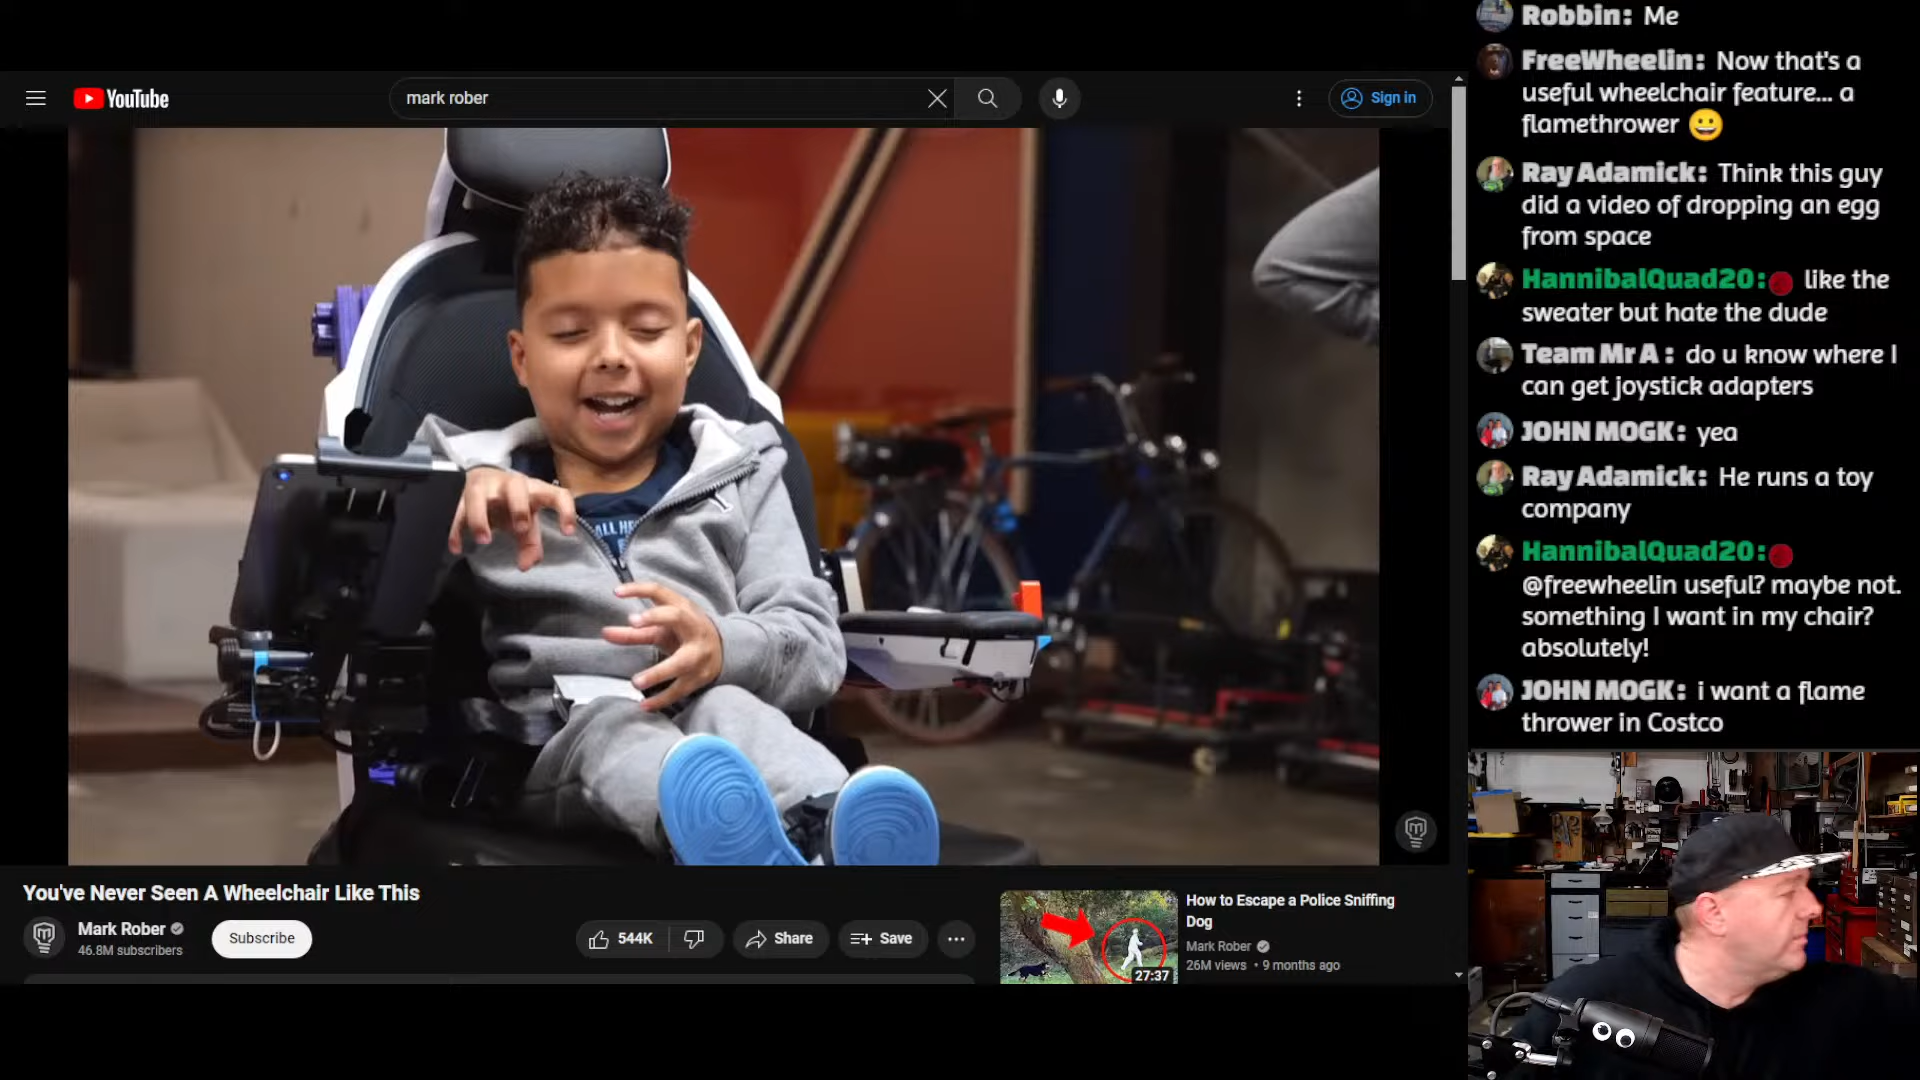 YouTube
mark rober
Sign in
ALL HE
You've Never Seen A Wheelchair Like This
Mark Rober
46.8M subscribers
Subscribe
544K
Share
Save
How to Escape a Police Sniffing
Dog
Mark Rober
26M views • 9 months ago
27:37
Robbin: Me
FreeWheelin: Now that's a
useful wheelchair feature... a
flamethrower 😀
Ray Adamick: Think this guy
did a video of dropping an egg
from space
HannibalQuad20: like the
sweater but hate the dude
Team Mr A : do u know where I
can get joystick adapters
JOHN MOGK: yea
Ray Adamick: He runs a toy
company
HannibalQuad20:
@freewheelin useful? maybe not.
something I want in my chair?
absolutely!
JOHN MOGK: i want a flame
thrower in Costco